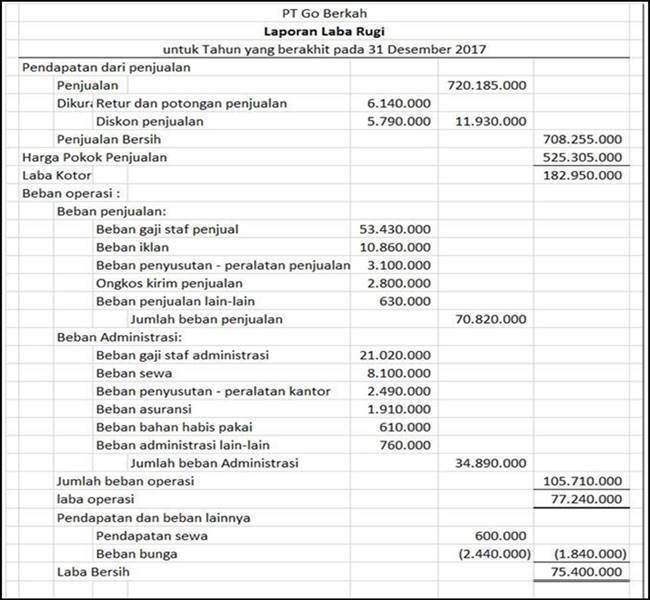 PT Go Berkah
Laporan Laba Rugi
untuk Tahun yang berakhit pada 31 Desember 2017
Pendapatan dari penjualan
Penjualan 720.185.000
Dikura Retur dan potongan penjualan 6.140.000
Diskon penjualan 5.790.000 11.930.000
Penjualan Bersih 708.255.000
Harga Pokok Penjualan 525.305.000
Laba Kotor 182.950.000
Beban operasi :
Beban penjualan:
Beban gaji staf penjual 53.430.000
Beban iklan 10.860.000
Beban penyusutan - peralatan penjualan 3.100.000
Ongkos kirim penjualan 2.800.000
Beban penjualan lain-lain 630.000
Jumlah beban penjualan 70.820.000
Beban Administrasi:
Beban gaji staf administrasi 21.020.000
Beban sewa 8.100.000
Beban penyusutan - peralatan kantor 2.490.000
Beban asuransi 1.910.000
Beban bahan habis pakai 610.000
Beban administrasi lain-lain 760.000
Jumlah beban Administrasi 34.890.000
Jumlah beban operasi 105.710.000
laba operasi 77.240.000
Pendapatan dan beban lainnya
Pendapatan sewa 600.000
Beban bunga (2.440.000) (1.840.000)
Laba Bersih 75.400.000